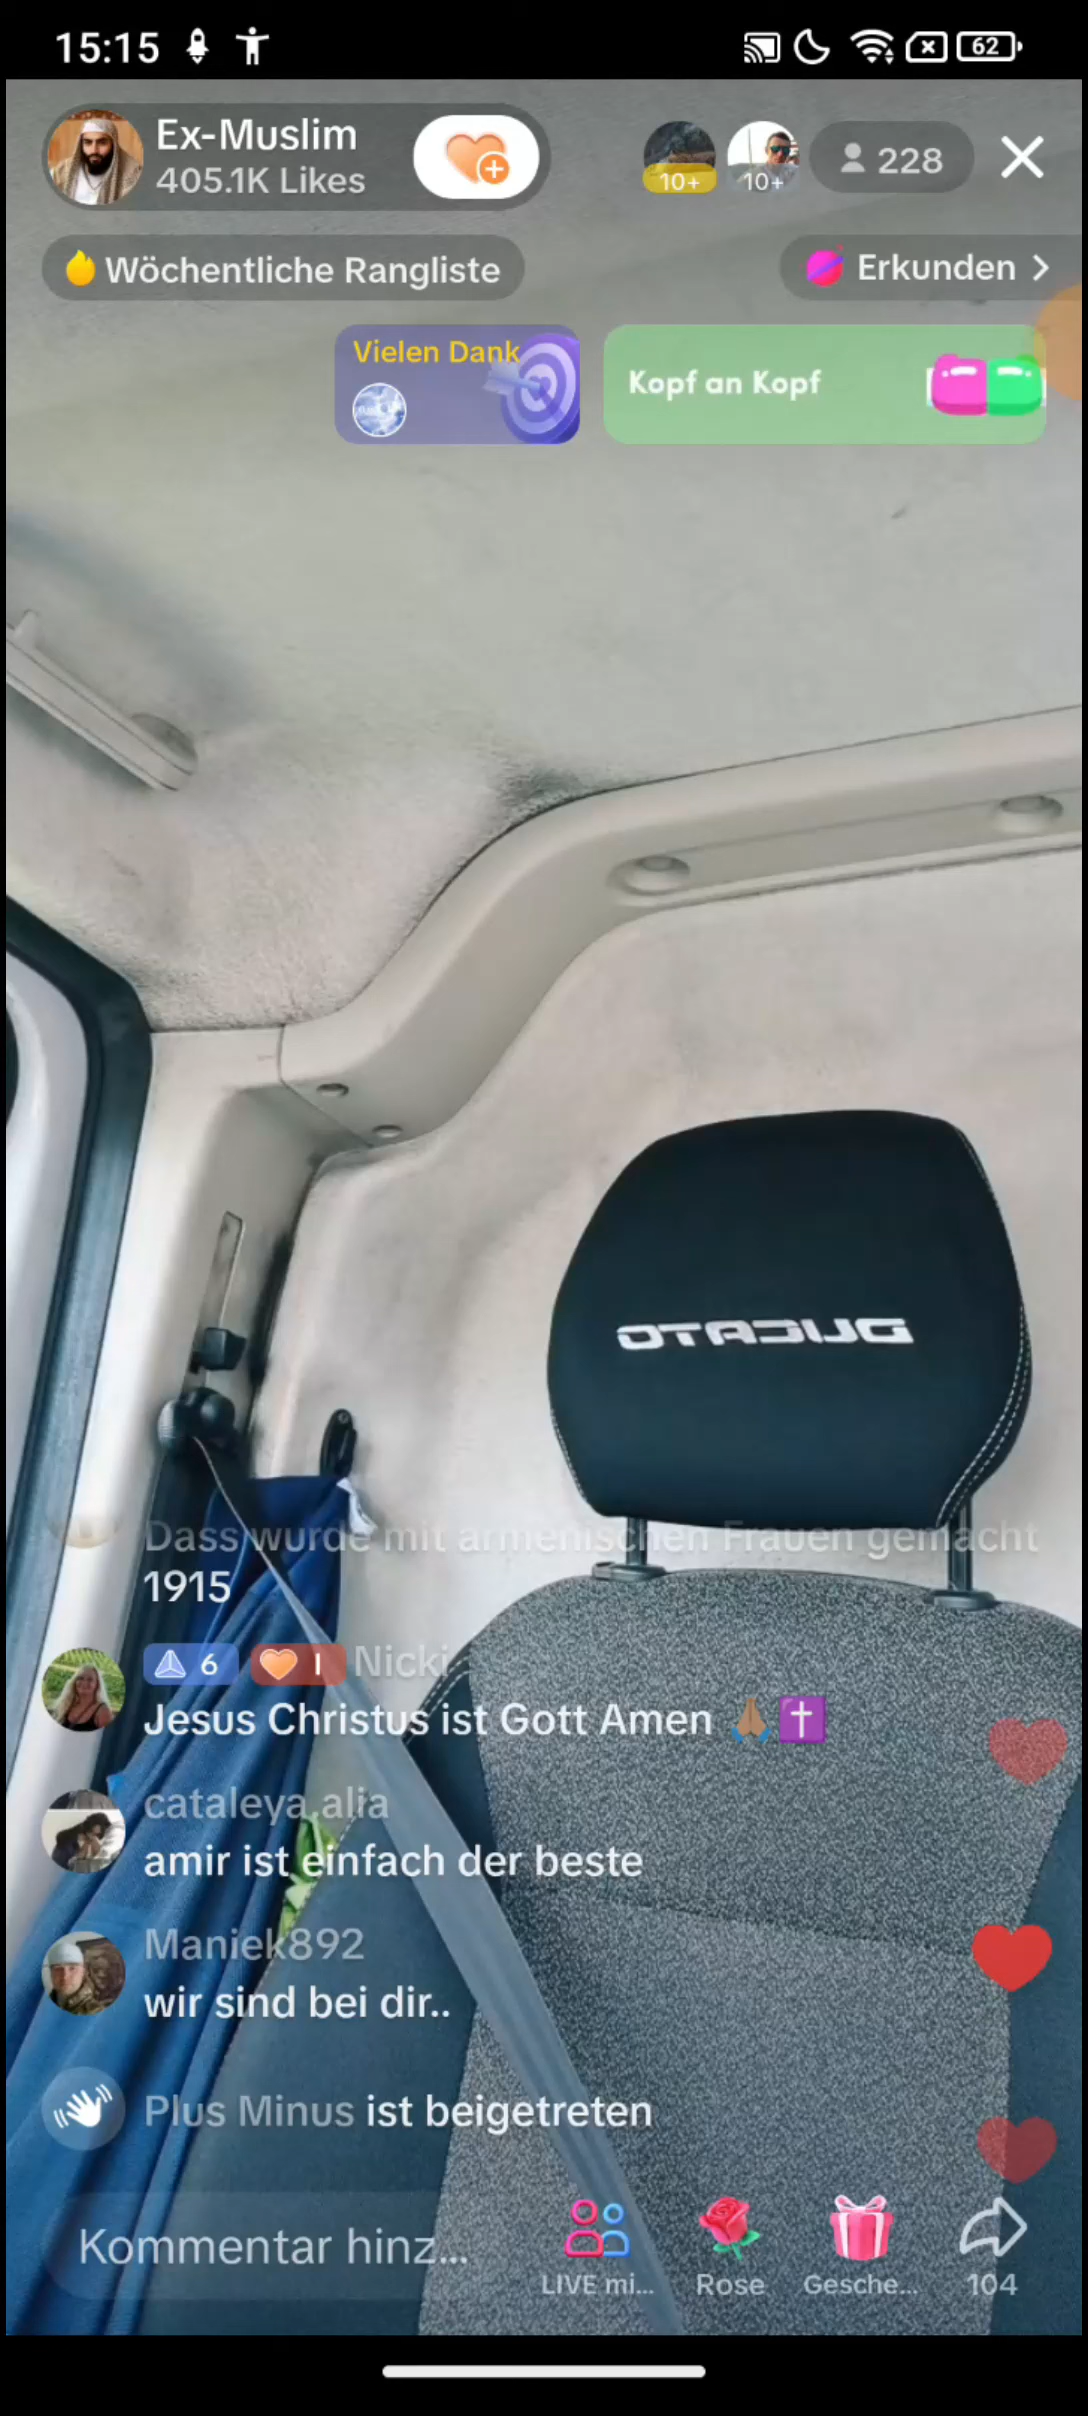 15:15
62
Ex-Muslim
405.1K Likes
10+
10+
228
Wöchentliche Rangliste
Erkunden
Vielen Dank
Kopf an Kopf
DUCATO
Dass wurde mit armenischen Frauen gemacht
1915
6 1 Nicki
Jesus Christus ist Gott Amen 🙏🏽✝️
cataleya.alia
amir ist einfach der beste
Maniek892
wir sind bei dir..
Plus Minus ist beigetreten
Kommentar hinz...
LIVE mi...
Rose
Gesche...
104